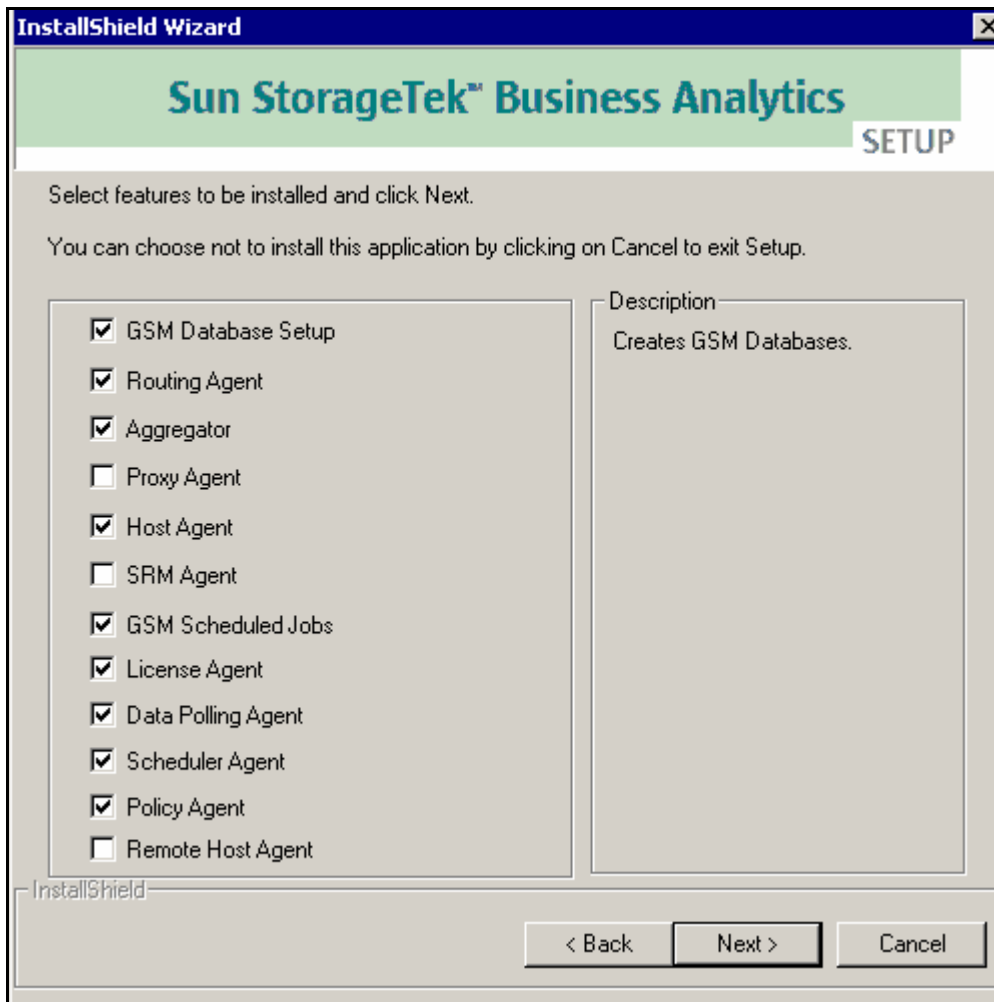 InstallShield Wizard
Sun StorageTek™ Business Analytics
SETUP
Select features to be installed and click Next.
You can choose not to install this application by clicking on Cancel to exit Setup.
GSM Database Setup
Routing Agent
Aggregator
Proxy Agent
Host Agent
SRM Agent
GSM Scheduled Jobs
License Agent
Data Polling Agent
Scheduler Agent
Policy Agent
Remote Host Agent
Description
Creates GSM Databases.
InstallShield
< Back
Next >
Cancel